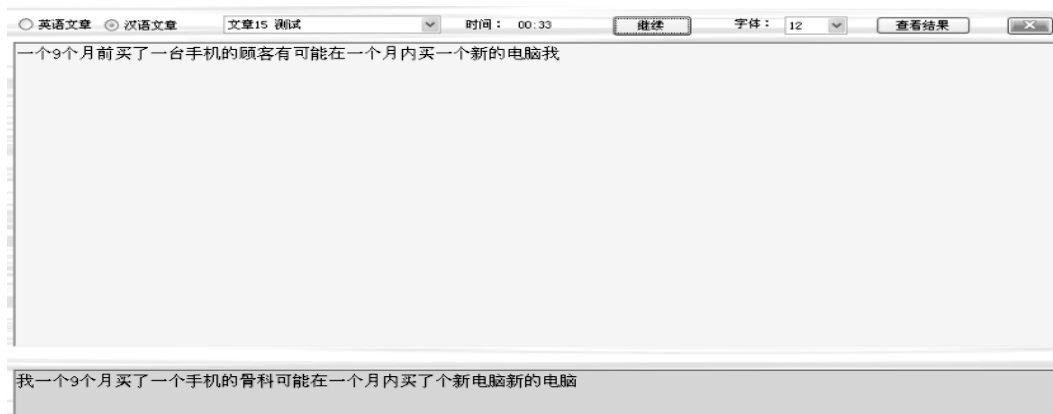 英语文章 汉语文章 文章15 测试 时间： 00:33 继续 字体： 12 查看结果
一个9个月前买了一台手机的顾客有可能在一个月内买一个新的电脑我
我一个9个月买了一个手机的骨科可能在一个月内买了个新电脑新的电脑